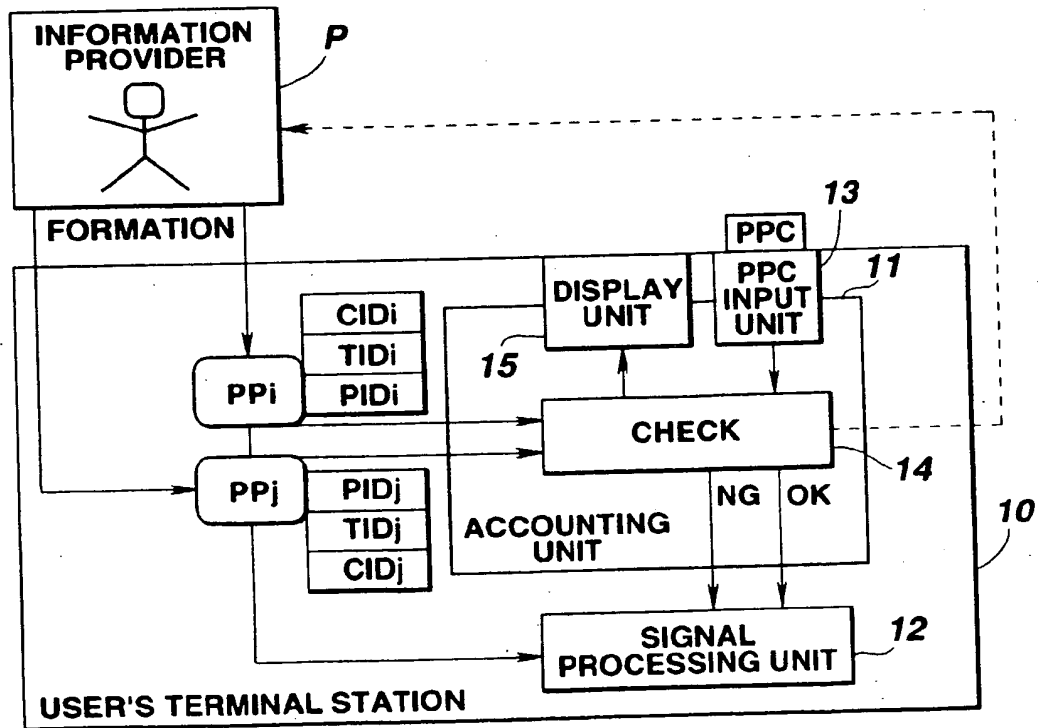 INFORMATION
PROVIDER
P
FORMATION
PPC
13
PPC
INPUT
UNIT
11
DISPLAY
UNIT
15
CIDi
TIDi
PIDi
PPi
CHECK
14
PPj
PIDj
TIDj
CIDj
NG
OK
ACCOUNTING
UNIT
10
SIGNAL
PROCESSING UNIT
12
USER'S TERMINAL STATION